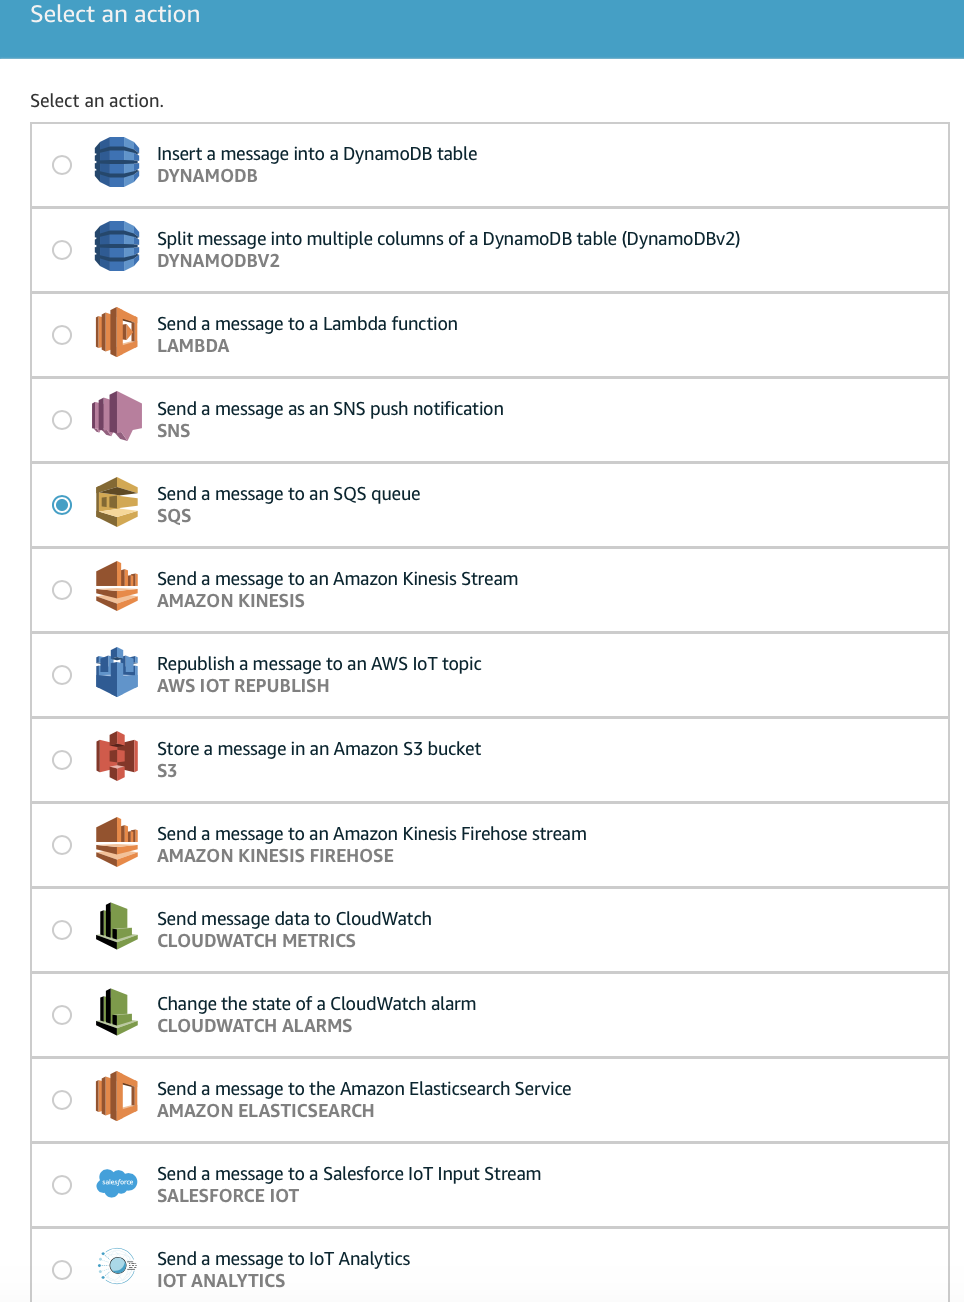 Select an action
Select an action.
Insert a message into a DynamoDB table
DYNAMODB
Split message into multiple columns of a DynamoDB table (DynamoDBv2)
DYNAMODBV2
Send a message to a Lambda function
LAMBDA
Send a message as an SNS push notification
SNS
Send a message to an SQS queue
SQS
Send a message to an Amazon Kinesis Stream
AMAZON KINESIS
Republish a message to an AWS IoT topic
AWS IOT REPUBLISH
Store a message in an Amazon S3 bucket
S3
Send a message to an Amazon Kinesis Firehose stream
AMAZON KINESIS FIREHOSE
Send message data to CloudWatch
CLOUDWATCH METRICS
Change the state of a CloudWatch alarm
CLOUDWATCH ALARMS
Send a message to the Amazon Elasticsearch Service
AMAZON ELASTICSEARCH
salesforce
Send a message to a Salesforce IoT Input Stream
SALESFORCE IOT
Send a message to IoT Analytics
IOT ANALYTICS